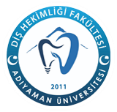 DİŞ HEKİMLİĞİ FAKÜLTESİ
2011
ADIYAMAN ÜNİVERSİTESİ